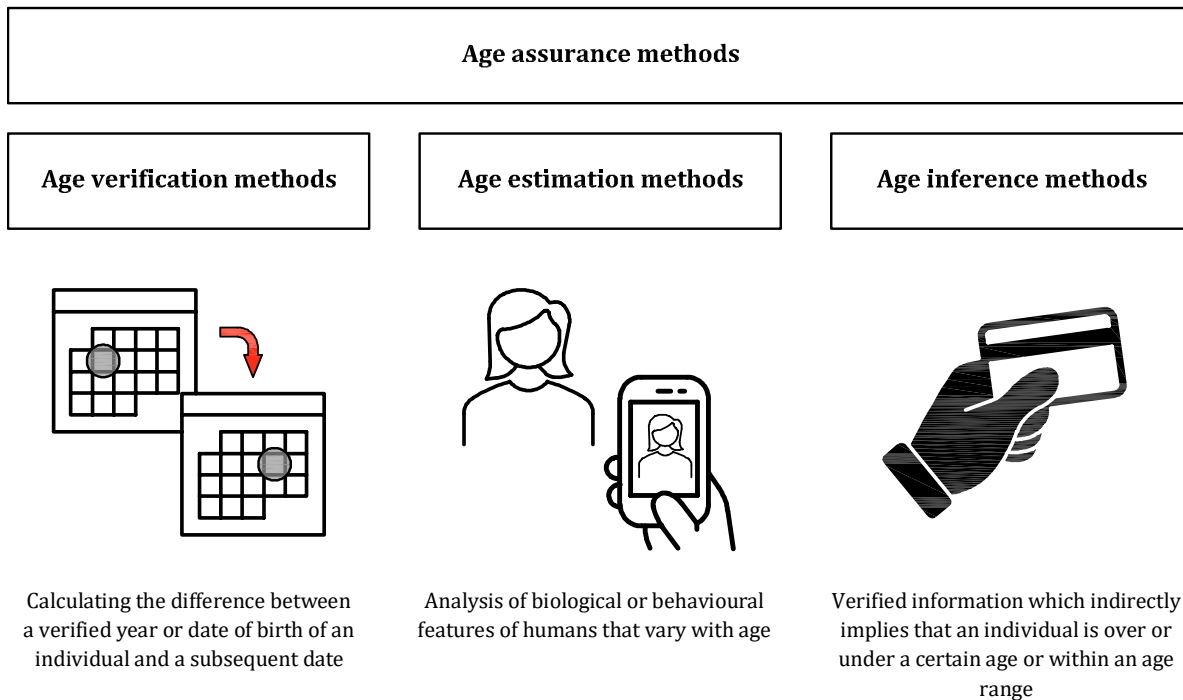 Age assurance methods
Age verification methods
Age estimation methods
Age inference methods
Calculating the difference between
a verified year or date of birth of an
individual and a subsequent date
Analysis of biological or behavioural
features of humans that vary with age
Verified information which indirectly
implies that an individual is over or
under a certain age or within an age
range